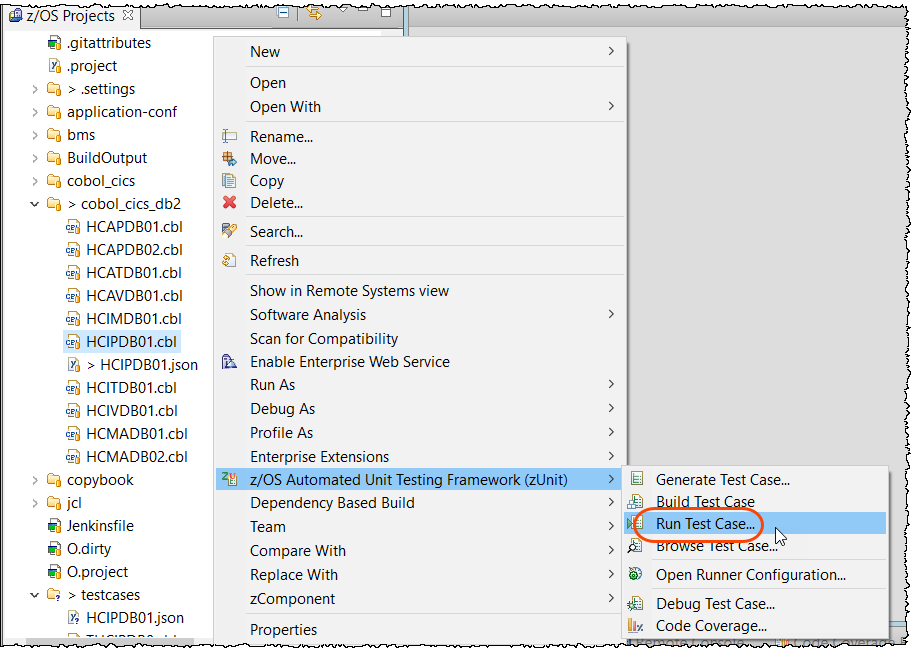 z/OS Projects
.gitattributes
.project
> .settings
application-conf
bms
BuildOutput
cobol_cics
> cobol_cics_db2
HCAPDB01.cbl
HCAPDB02.cbl
HCATDB01.cbl
HCAVDB01.cbl
HCIMDB01.cbl
HCIPDB01.cbl
> HCIPDB01.json
HCITDB01.cbl
HCIVDB01.cbl
HCMADB01.cbl
HCMADB02.cbl
copybook
jcl
Jenkinsfile
O.dirty
O.project
> testcases
HCIPDB01.json
New
Open
Open With
Rename...
Move...
Copy
Delete...
Search...
Refresh
Show in Remote Systems view
Software Analysis
Scan for Compatibility
Enable Enterprise Web Service
Run As
Debug As
Profile As
Enterprise Extensions
z/OS Automated Unit Testing Framework (zUnit)
Dependency Based Build
Team
Compare With
Replace With
zComponent
Properties
Generate Test Case...
Build Test Case
Run Test Case...
Browse Test Case...
Open Runner Configuration...
Debug Test Case...
Code Coverage...